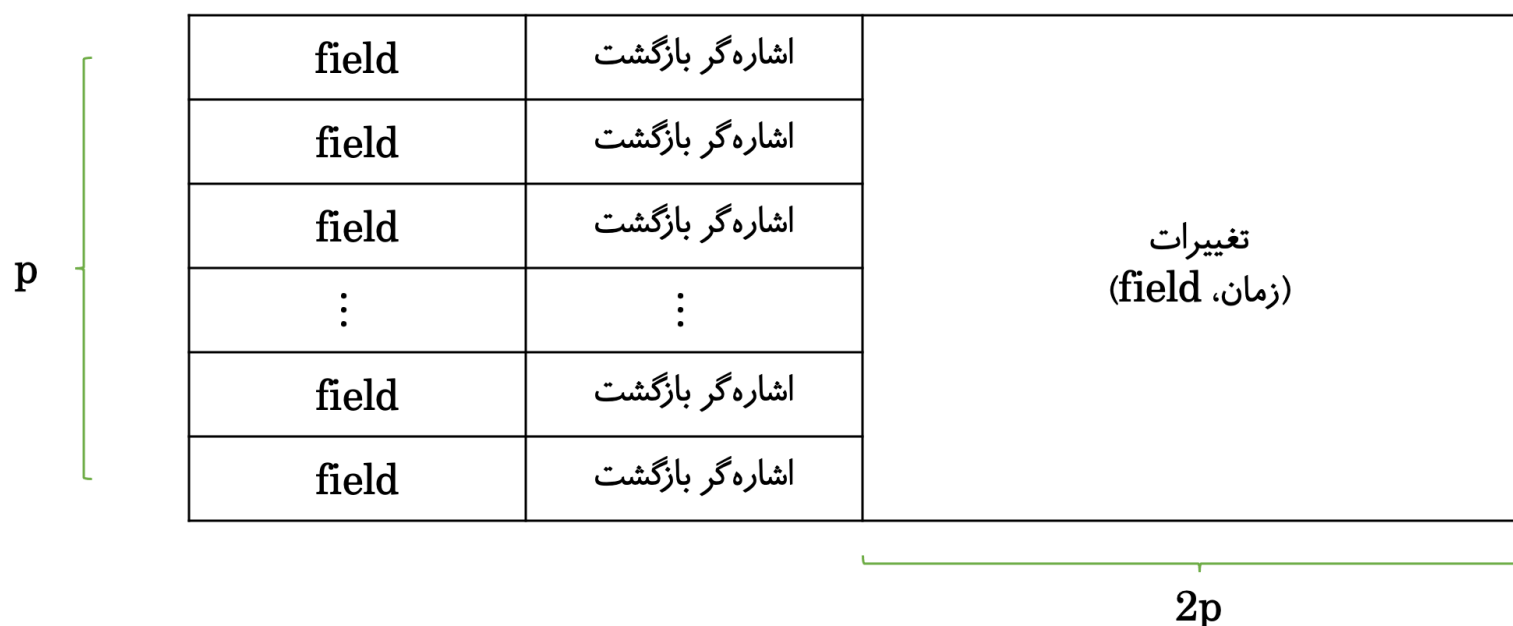 field اشاره‌گر بازگشت
field اشاره‌گر بازگشت
field اشاره‌گر بازگشت
تغییرات
(زمان، field)
p
⋮ ⋮
field اشاره‌گر بازگشت
field اشاره‌گر بازگشت
2p